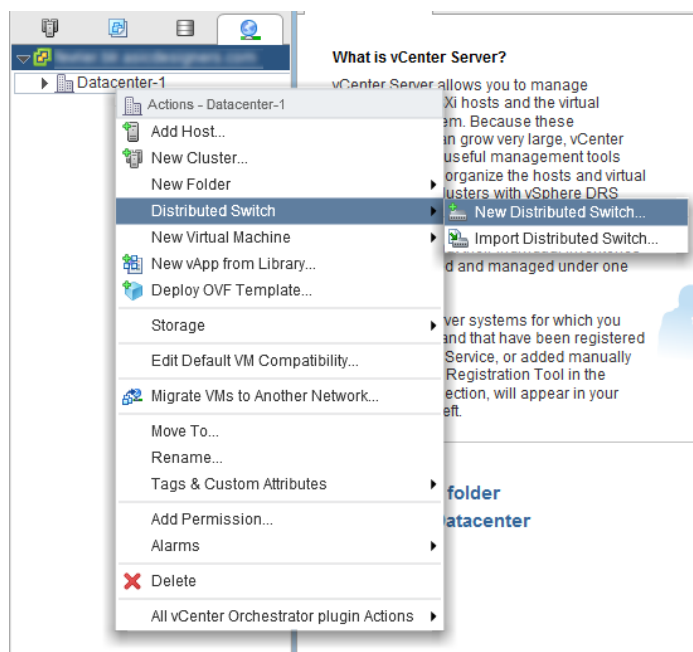 Datacenter-1
Actions - Datacenter-1
Add Host...
New Cluster...
New Folder
Distributed Switch
New Virtual Machine
New vApp from Library...
Deploy OVF Template...
Storage
Edit Default VM Compatibility...
Migrate VMs to Another Network...
Move To...
Rename...
Tags & Custom Attributes
Add Permission...
Alarms
Delete
All vCenter Orchestrator plugin Actions
New Distributed Switch...
Import Distributed Switch...
What is vCenter Server?
vCenter Server allows you to manage
Xi hosts and the virtual
em. Because these
an grow very large, vCenter
useful management tools
organize the hosts and virtual
lusters with vSphere DRS
d and managed under one
ver systems for which you
and that have been registered
Service, or added manually
Registration Tool in the
ection, will appear in your
eft.
folder
atacenter